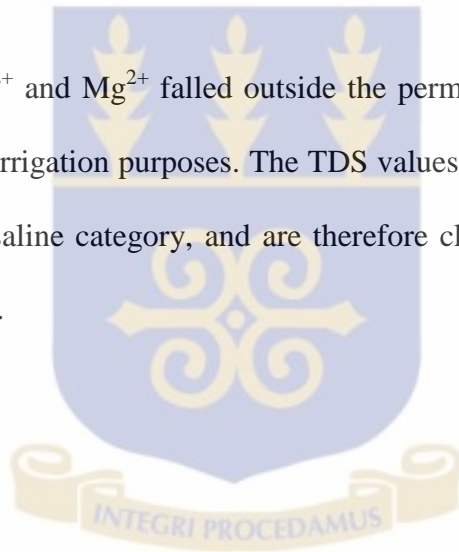 ²⁺ and Mg²⁺ falled outside the perm
rrigation purposes. The TDS values
saline category, and are therefore cl
.
INTEGRI PROCEDAMUS